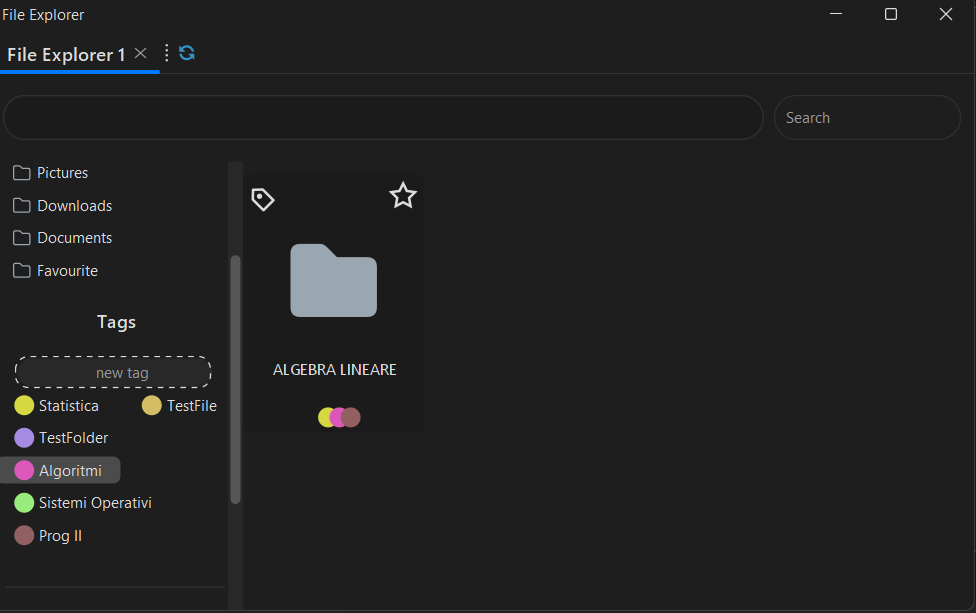 File Explorer
File Explorer 1
Search
Pictures
Downloads
Documents
Favourite
Tags
new tag
Statistica TestFile
TestFolder
Algoritmi
Sistemi Operativi
Prog II
ALGEBRA LINEARE